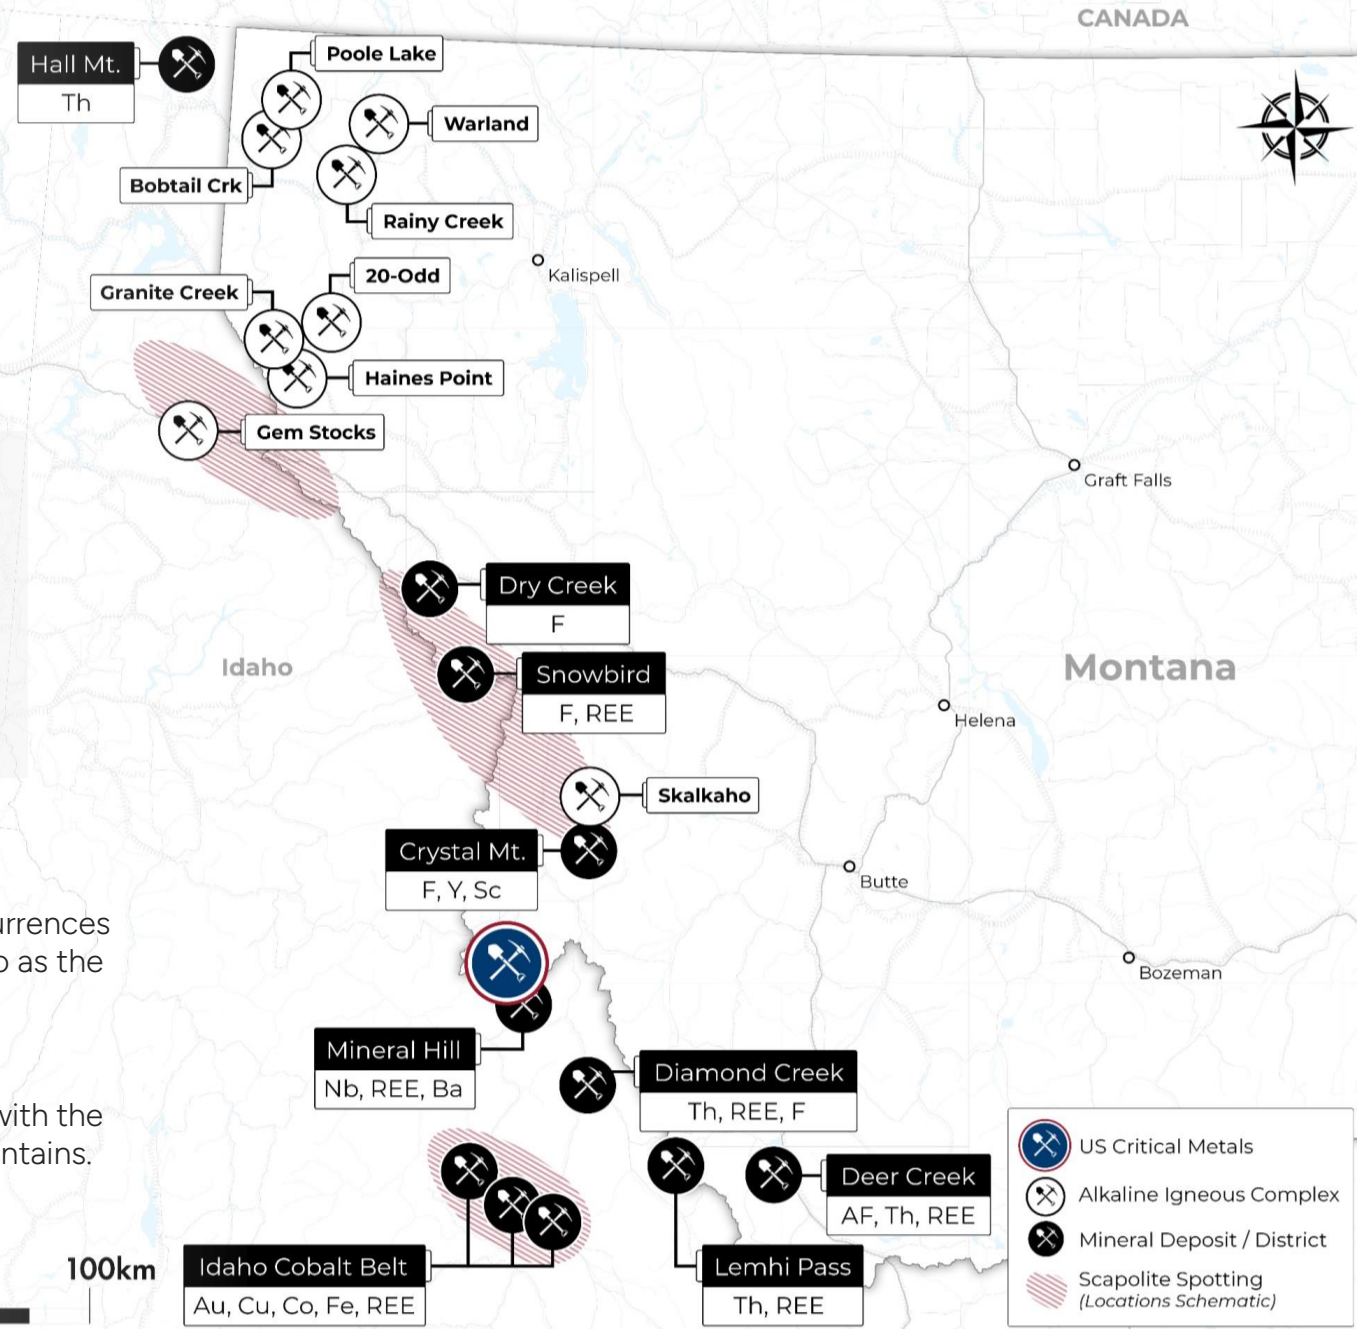 CANADA
Hall Mt.
Th
Poole Lake
Warland
Bobtail Crk
Rainy Creek
Kalispell
20-Odd
Granite Creek
Haines Point
Gem Stocks
Graft Falls
Dry Creek
F
Idaho
Montana
Snowbird
F, REE
Helena
Skalkaho
Crystal Mt.
F, Y, Sc
Butte
urrences
o as the
Bozeman
Mineral Hill
Nb, REE, Ba
Diamond Creek
Th, REE, F
with the
ntains.
Deer Creek
AF, Th, REE
100km
Idaho Cobalt Belt
Au, Cu, Co, Fe, REE
Lemhi Pass
Th, REE
US Critical Metals
Alkaline Igneous Complex
Mineral Deposit / District
Scapolite Spotting
(Locations Schematic)